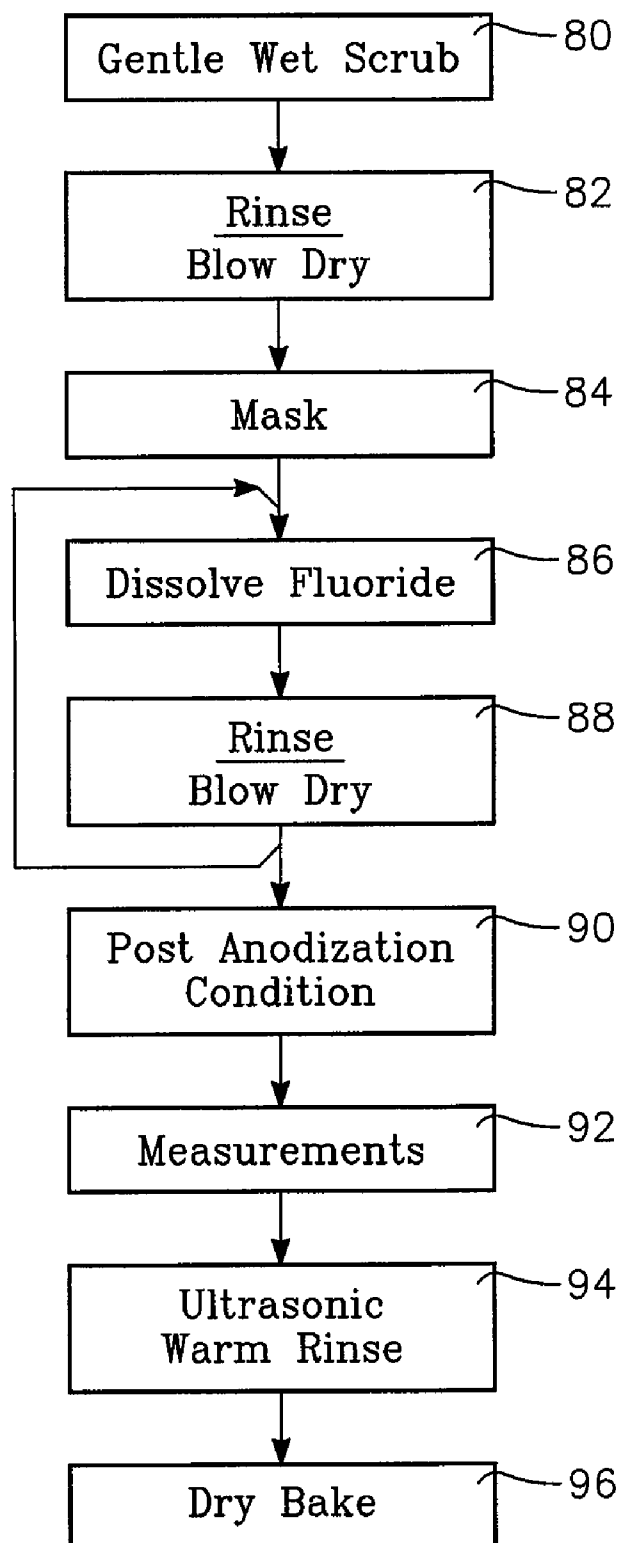 Gentle Wet Scrub 80
Rinse 82
Blow Dry
Mask 84
Dissolve Fluoride 86
Rinse 88
Blow Dry
Post Anodization 90
Condition
Measurements 92
Ultrasonic 94
Warm Rinse
Dry Bake 96